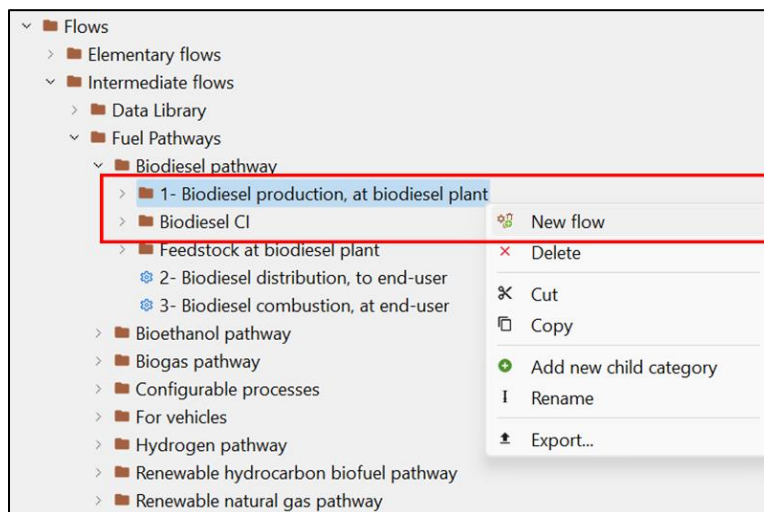 Flows
Elementary flows
Intermediate flows
Data Library
Fuel Pathways
Biodiesel pathway
1- Biodiesel production, at biodiesel plant
Biodiesel CI
Feedstock at biodiesel plant
2- Biodiesel distribution, to end-user
3- Biodiesel combustion, at end-user
Bioethanol pathway
Biogas pathway
Configurable processes
For vehicles
Hydrogen pathway
Renewable hydrocarbon biofuel pathway
Renewable natural gas pathway
New flow
Delete
Cut
Copy
Add new child category
Rename
Export...